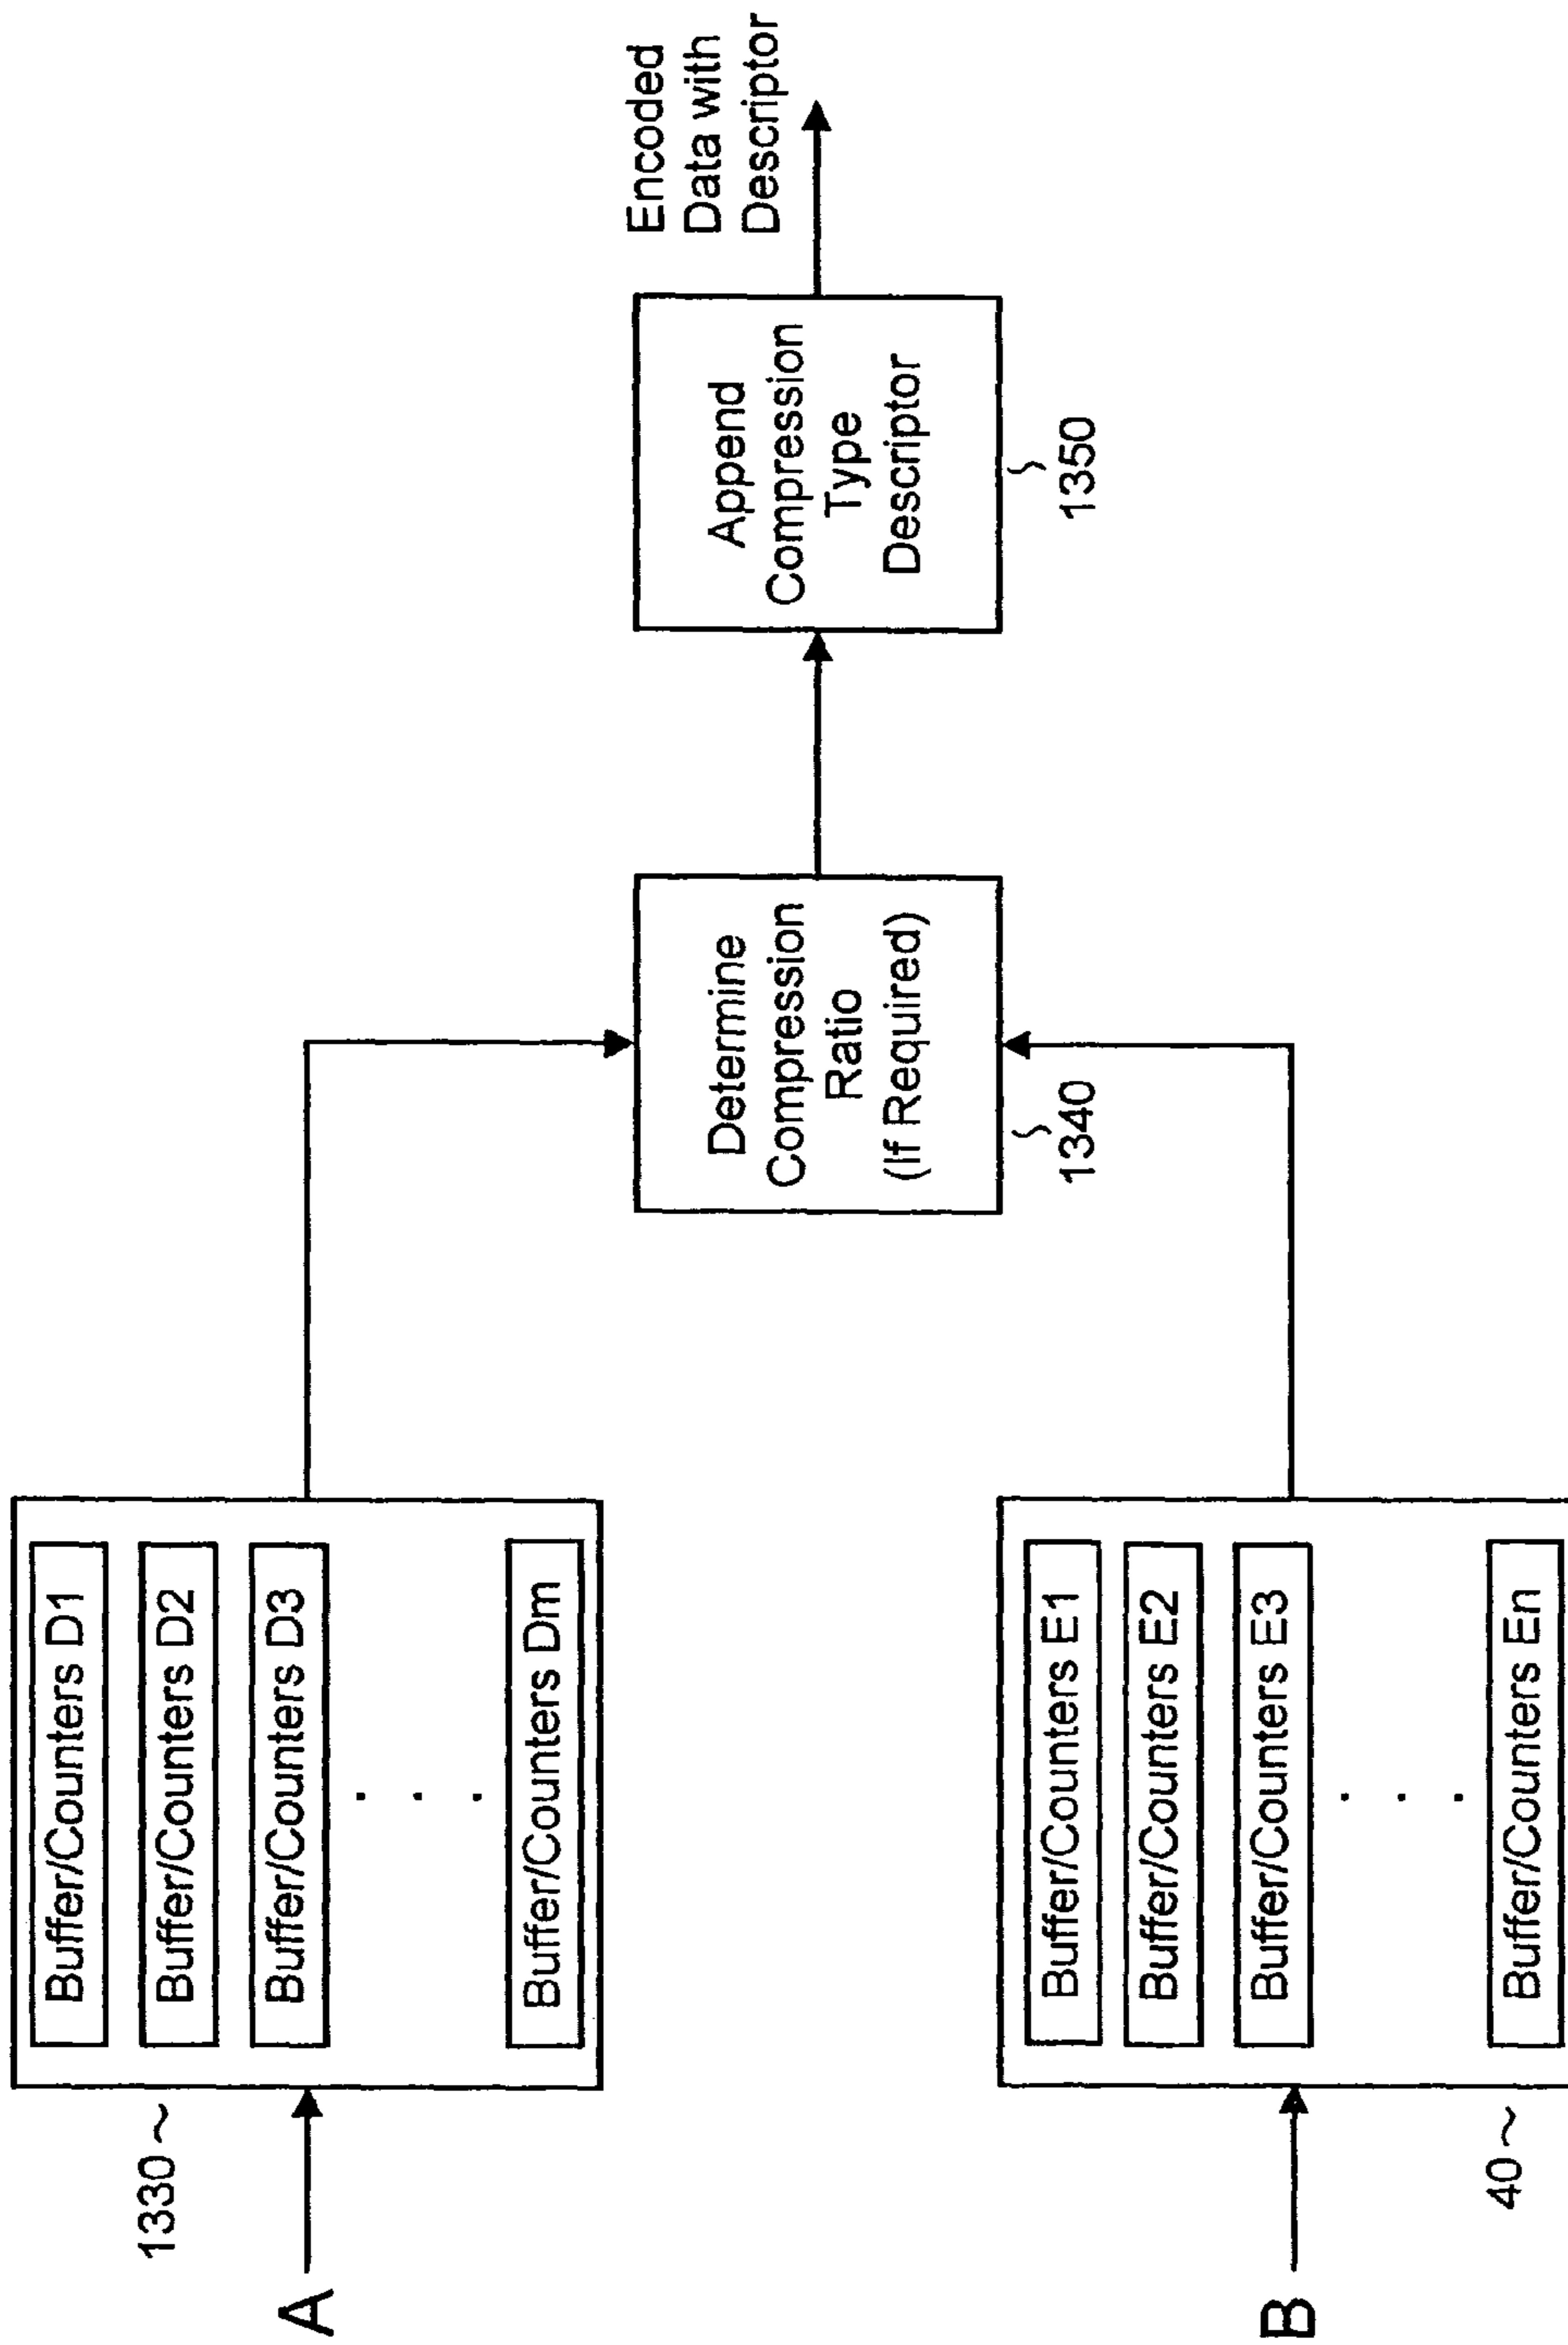 A
1330
Buffer/Counters D1
Buffer/Counters D2
Buffer/Counters D3
. . .
Buffer/Counters Dm
B
40
Buffer/Counters E1
Buffer/Counters E2
Buffer/Counters E3
. . .
Buffer/Counters En
Determine
Compression
Ratio
(If Required)
1340
Append
Compression
Type
Descriptor
1350
Encoded
Data with
Descriptor